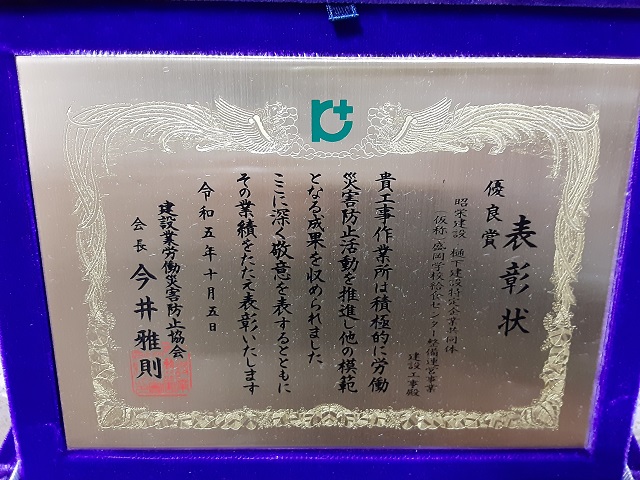 表彰状
優良賞
昭栄建設 樋下建設特定企業共同体
(仮称)盛岡学校給食センター整備運営事業
建設工事殿
貴工事作業所は積極的に労働
災害防止活動を推進し他の模範
となる成果を収められました
ここに深く敬意を表するとともに
その業績をたたえ表彰いたします
令和五年十月五日
建設業労働災害防止協会
会長 今井雅則